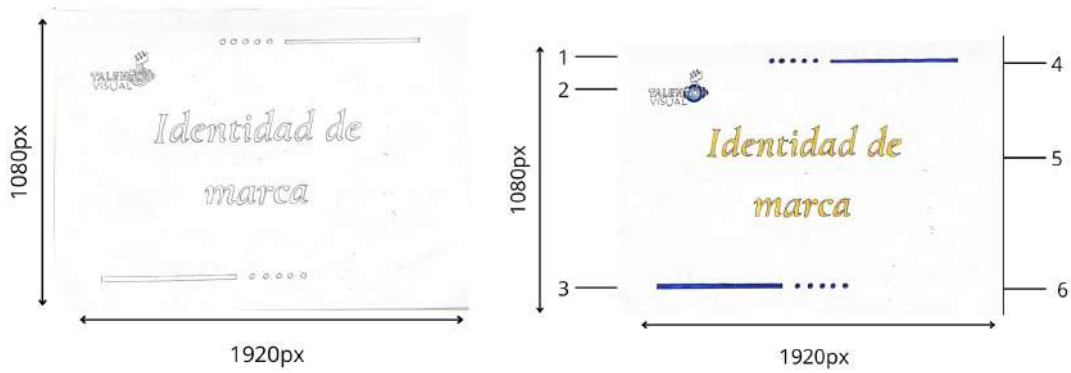 TALENTO
VISUAL
Identidad de
marca
1080px
1920px
1
2
3
TALENTO
VISUAL
Identidad de
marca
4
5
6
1080px
1920px